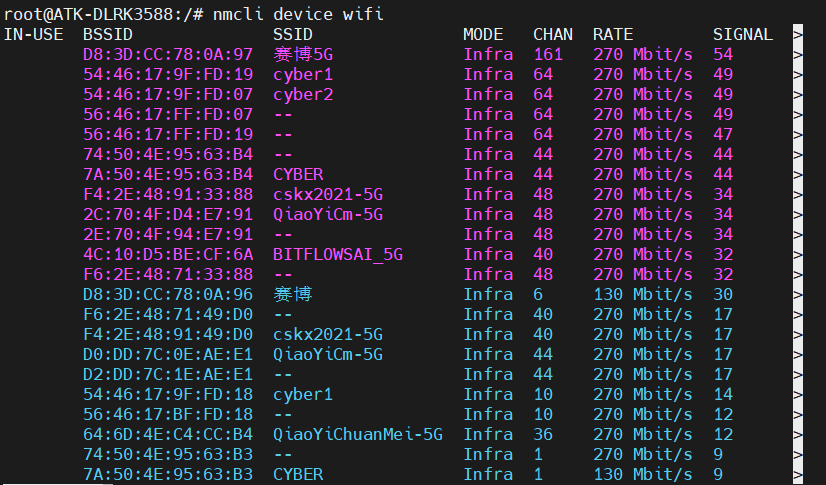 root@ATK-DLRK3588:/# nmcli device wifi
IN-USE  BSSID              SSID               MODE   CHAN  RATE        SIGNAL  >
        D8:3D:CC:78:0A:97  赛博5G             Infra  161   270 Mbit/s  54      >
        54:46:17:9F:FD:19  cyber1             Infra  64    270 Mbit/s  49      >
        54:46:17:9F:FD:07  cyber2             Infra  64    270 Mbit/s  49      >
        56:46:17:FF:FD:07  --                 Infra  64    270 Mbit/s  49      >
        56:46:17:FF:FD:19  --                 Infra  64    270 Mbit/s  47      >
        74:50:4E:95:63:B4  --                 Infra  44    270 Mbit/s  44      >
        7A:50:4E:95:63:B4  CYBER              Infra  44    270 Mbit/s  44      >
        F4:2E:48:91:33:88  cskx2021-5G        Infra  48    270 Mbit/s  34      >
        2C:70:4F:D4:E7:91  QiaoYiCm-5G        Infra  48    270 Mbit/s  34      >
        2E:70:4F:94:E7:91  --                 Infra  48    270 Mbit/s  34      >
        4C:10:D5:BE:CF:6A  BITFLOWSAI_5G      Infra  40    270 Mbit/s  32      >
        F6:2E:48:71:33:88  --                 Infra  48    270 Mbit/s  32      >
        D8:3D:CC:78:0A:96  赛博               Infra  6     130 Mbit/s  30      >
        F6:2E:48:71:49:D0  --                 Infra  40    270 Mbit/s  17      >
        F4:2E:48:91:49:D0  cskx2021-5G        Infra  40    270 Mbit/s  17      >
        D0:DD:7C:0E:AE:E1  QiaoYiCm-5G        Infra  44    270 Mbit/s  17      >
        D2:DD:7C:1E:AE:E1  --                 Infra  44    270 Mbit/s  17      >
        54:46:17:9F:FD:18  cyber1             Infra  10    270 Mbit/s  14      >
        56:46:17:BF:FD:18  --                 Infra  10    270 Mbit/s  12      >
        64:6D:4E:C4:CC:B4  QiaoYiChuanMei-5G  Infra  36    270 Mbit/s  12      >
        74:50:4E:95:63:B3  --                 Infra  1     270 Mbit/s  9       >
        7A:50:4E:95:63:B3  CYBER              Infra  1     130 Mbit/s  9       >